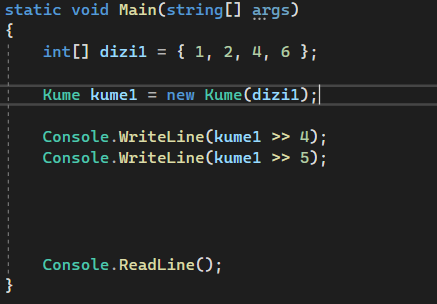 static void Main(string[] args)
{
int[] dizi1 = { 1, 2, 4, 6 };
Kume kume1 = new Kume(dizi1);
Console.WriteLine(kume1 >> 4);
Console.WriteLine(kume1 >> 5);
Console.ReadLine();
}